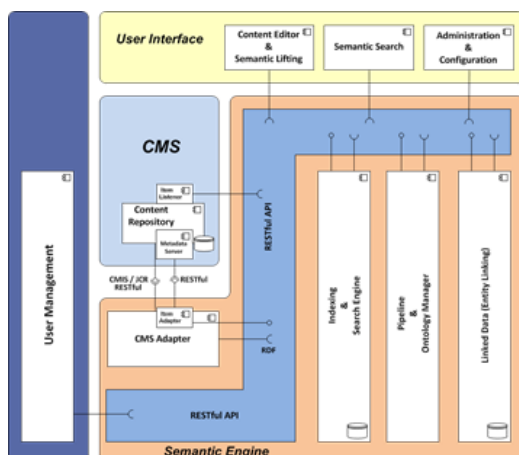 User Interface
Content Editor
&
Semantic Lifting
Semantic Search
Administration
&
Configuration
CMS
Item
Listener
Content
Repository
Metadata
Server
CMIS / JCR
RESTful
RESTful
Item
Adapter
CMS Adapter
RDF
RESTful API
RESTful API
User Management
Indexing
&
Search Engine
Pipeline
&
Ontology Manager
Linked Data (Entity Linking)
Semantic Engine